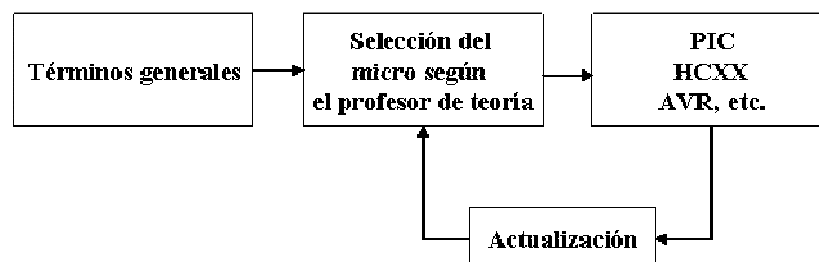 Términos generales
Selección del
micro según
el profesor de teoría
PIC
HCXX
AVR, etc.
Actualización